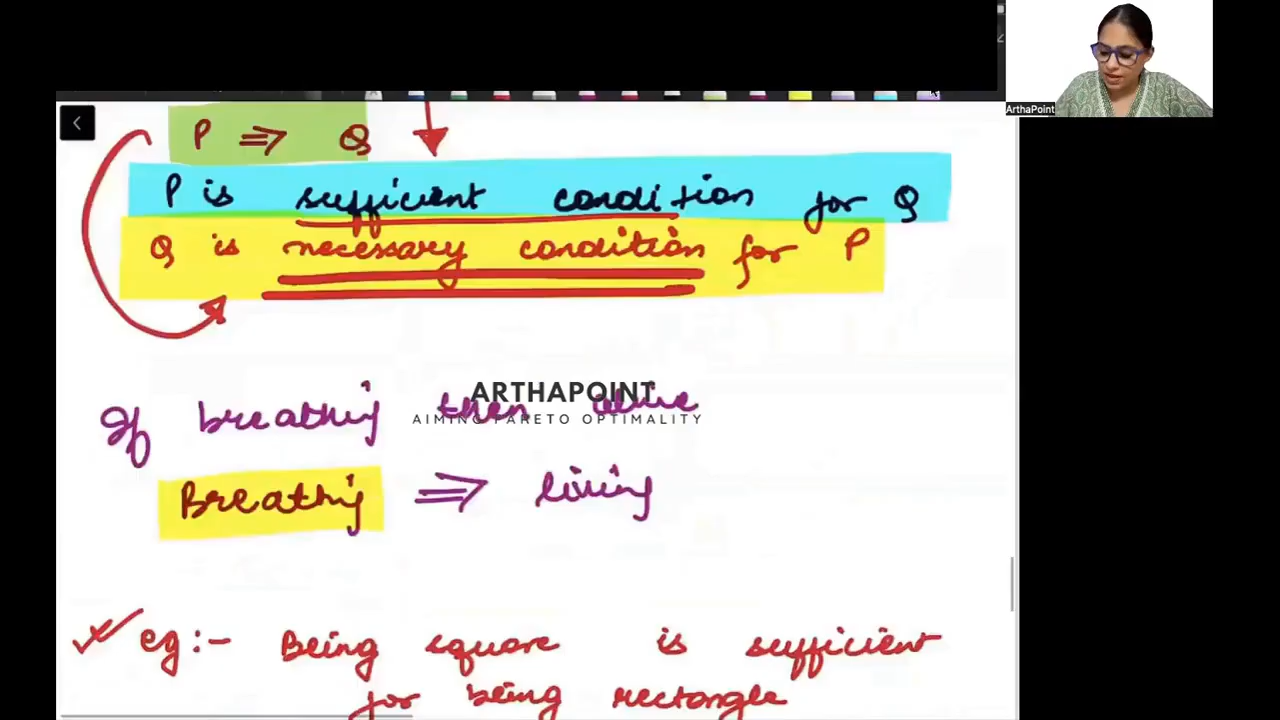 ArthaPoint
P ⇒ Q
P is sufficient condition for Q
Q is necessary condition for P
ARTHAPOINT
AIMING PARETO OPTIMALITY
If breathing then alive
Breathing ⇒ living
eg:- Being square is sufficient
for being rectangle